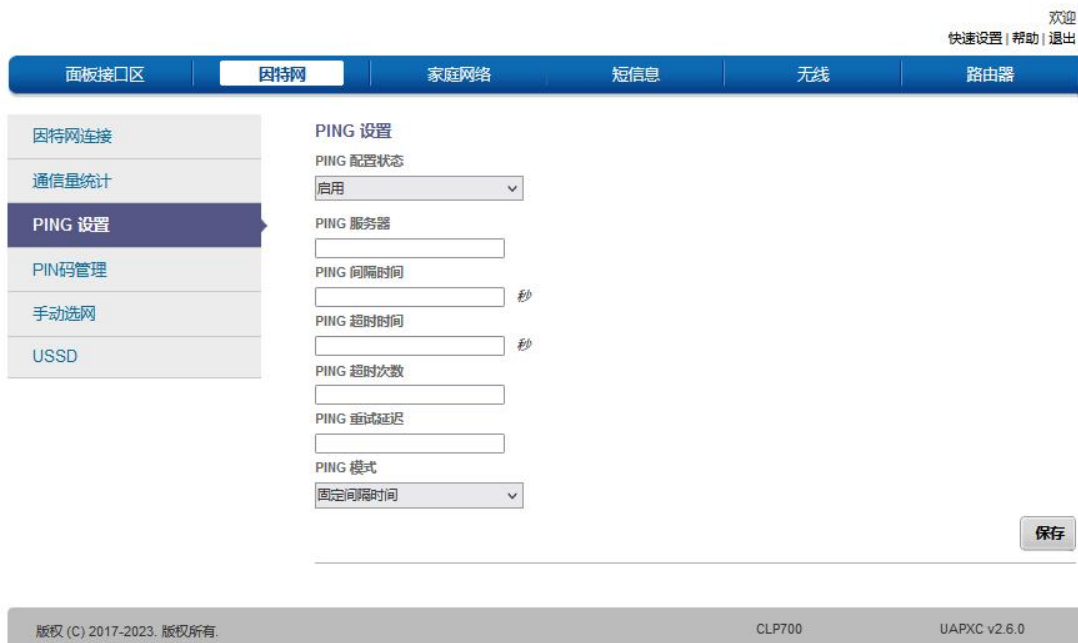 欢迎
快速设置 | 帮助 | 退出
面板接口区 因特网 家庭网络 短信息 无线 路由器
因特网连接
通信量统计
PING 设置
PIN码管理
手动选网
USSD
PING 设置
PING 配置状态
启用
PING 服务器
PING 间隔时间
秒
PING 超时时间
秒
PING 超时次数
PING 重试延迟
PING 模式
固定间隔时间
保存
版权 (C) 2017-2023. 版权所有. CLP700 UAPXC v2.6.0